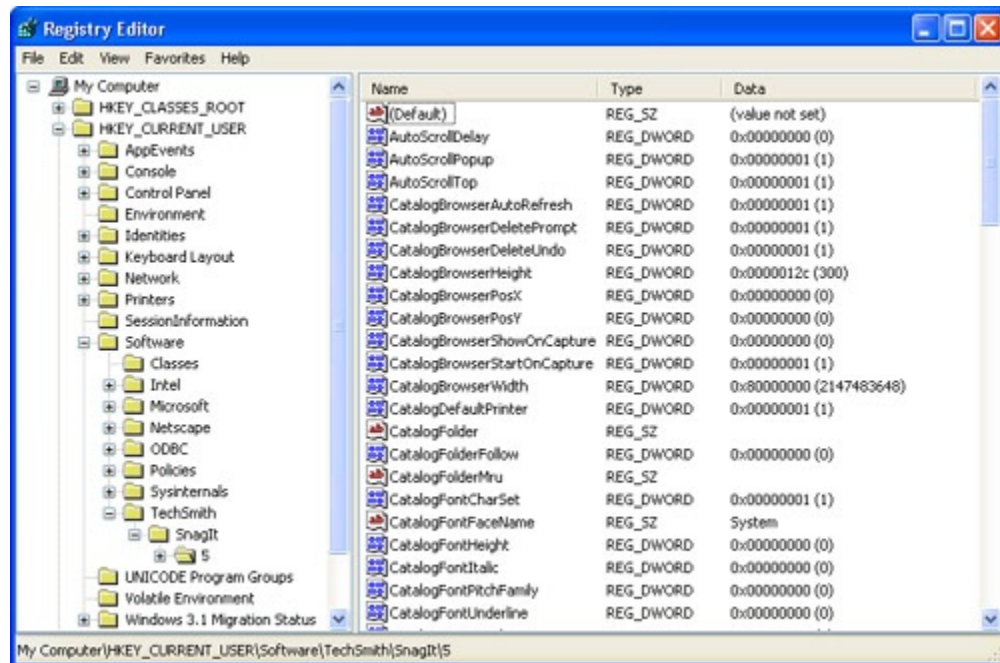 Registry Editor
File Edit View Favorites Help
My Computer
HKEY_CLASSES_ROOT
HKEY_CURRENT_USER
AppEvents
Console
Control Panel
Environment
Identities
Keyboard Layout
Network
Printers
SessionInformation
Software
Classes
Intel
Microsoft
Netscape
ODBC
Policies
Sysinternals
TechSmith
SnagIt
5
UNICODE Program Groups
Volatile Environment
Windows 3.1 Migration Status
Name Type Data
(Default) REG_SZ (value not set)
AutoScrollDelay REG_DWORD 0x00000000 (0)
AutoScrollPopup REG_DWORD 0x00000001 (1)
AutoScrollTop REG_DWORD 0x00000001 (1)
CatalogBrowserAutoRefresh REG_DWORD 0x00000001 (1)
CatalogBrowserDeletePrompt REG_DWORD 0x00000001 (1)
CatalogBrowserDeleteUndo REG_DWORD 0x00000001 (1)
CatalogBrowserHeight REG_DWORD 0x0000012c (300)
CatalogBrowserPosX REG_DWORD 0x00000000 (0)
CatalogBrowserPosY REG_DWORD 0x00000000 (0)
CatalogBrowserShowOnCapture REG_DWORD 0x00000000 (0)
CatalogBrowserStartOnCapture REG_DWORD 0x00000001 (1)
CatalogBrowserWidth REG_DWORD 0x80000000 (2147483648)
CatalogDefaultPrinter REG_DWORD 0x00000001 (1)
CatalogFolder REG_SZ
CatalogFolderFollow REG_DWORD 0x00000000 (0)
CatalogFolderMru REG_SZ
CatalogFontCharSet REG_DWORD 0x00000001 (1)
CatalogFontFaceName REG_SZ System
CatalogFontHeight REG_DWORD 0x00000000 (0)
CatalogFontItalic REG_DWORD 0x00000000 (0)
CatalogFontPitchFamily REG_DWORD 0x00000000 (0)
CatalogFontUnderline REG_DWORD 0x00000000 (0)
My Computer\HKEY_CURRENT_USER\Software\TechSmith\SnagIt\5